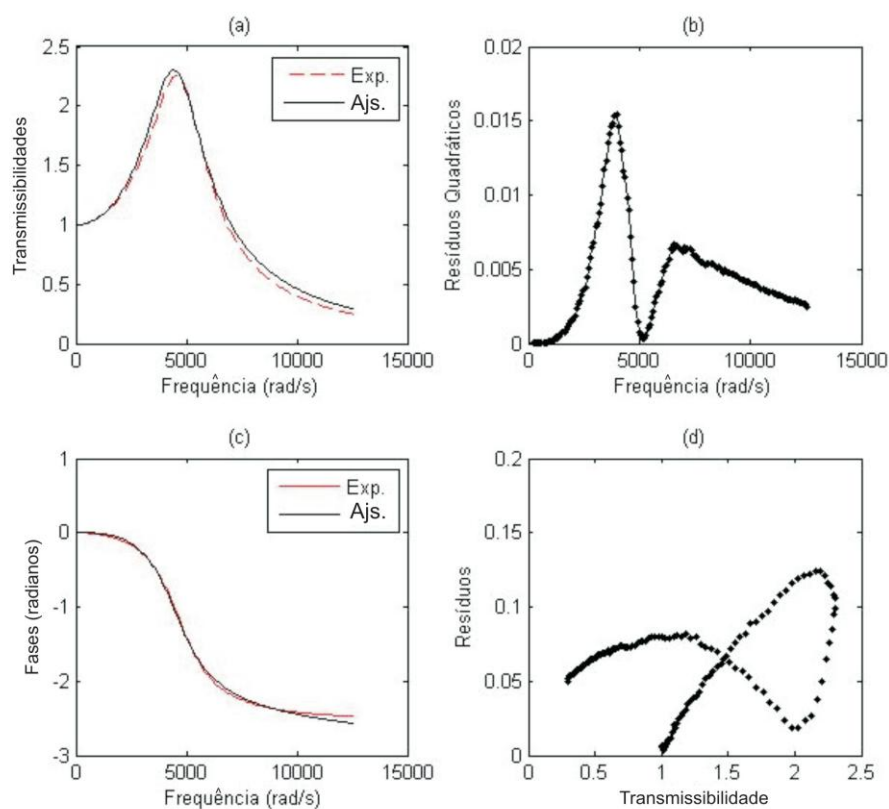 (a)
Transmissibilidades
2.5
2
1.5
1
0.5
0
0 5000 10000 15000
Frequência (rad/s)
Exp.
Ajs.
(b)
Resíduos Quadráticos
0.02
0.015
0.01
0.005
0
0 5000 10000 15000
Frequência (rad/s)
(c)
Fases (radianos)
1
0
-1
-2
-3
0 5000 10000 15000
Frequência (rad/s)
Exp.
Ajs.
(d)
Resíduos
0.2
0.15
0.1
0.05
0
0 0.5 1 1.5 2 2.5
Transmissibilidade